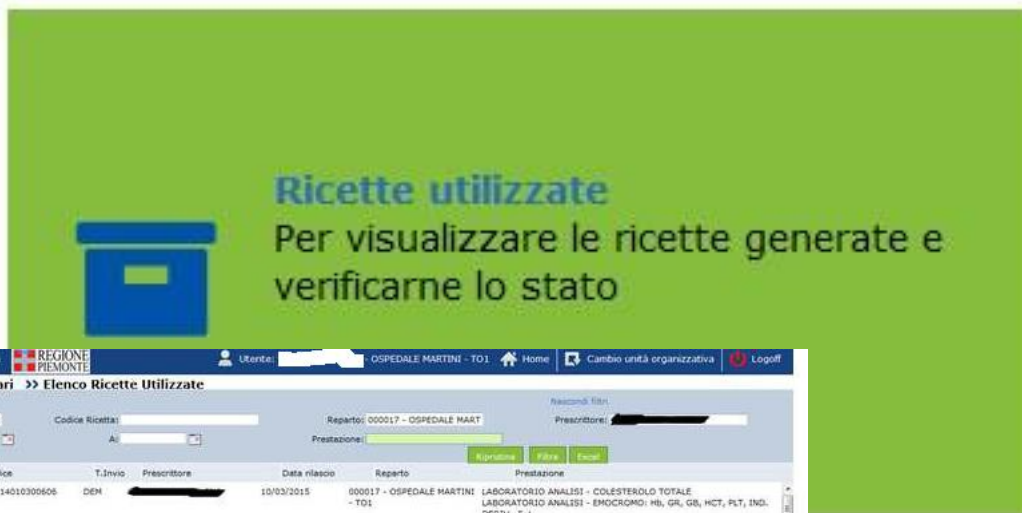 Ricette utilizzate
Per visualizzare le ricette generate e
verificarne lo stato
REGIONE
PIEMONTE
Utente: - OSPEDALE MARTINI - TO1 Home Cambio unità organizzativa Logoff
ari >> Elenco Ricette Utilizzate
Nascondi filtri
Codice Ricetta: Reparto: 000017 - OSPEDALE MART Prescrittore:
A: Prestazione:
Ripristina Filtra Excel
ice T.Invio Prescrittore Data rilascio Reparto Prestazione
14010300606 DEM 10/03/2015 000017 - OSPEDALE MARTINI LABORATORIO ANALISI - COLESTEROLO TOTALE
- TO1 LABORATORIO ANALISI - EMOCROMO: Hb, GR, GB, HCT, PLT, IND.